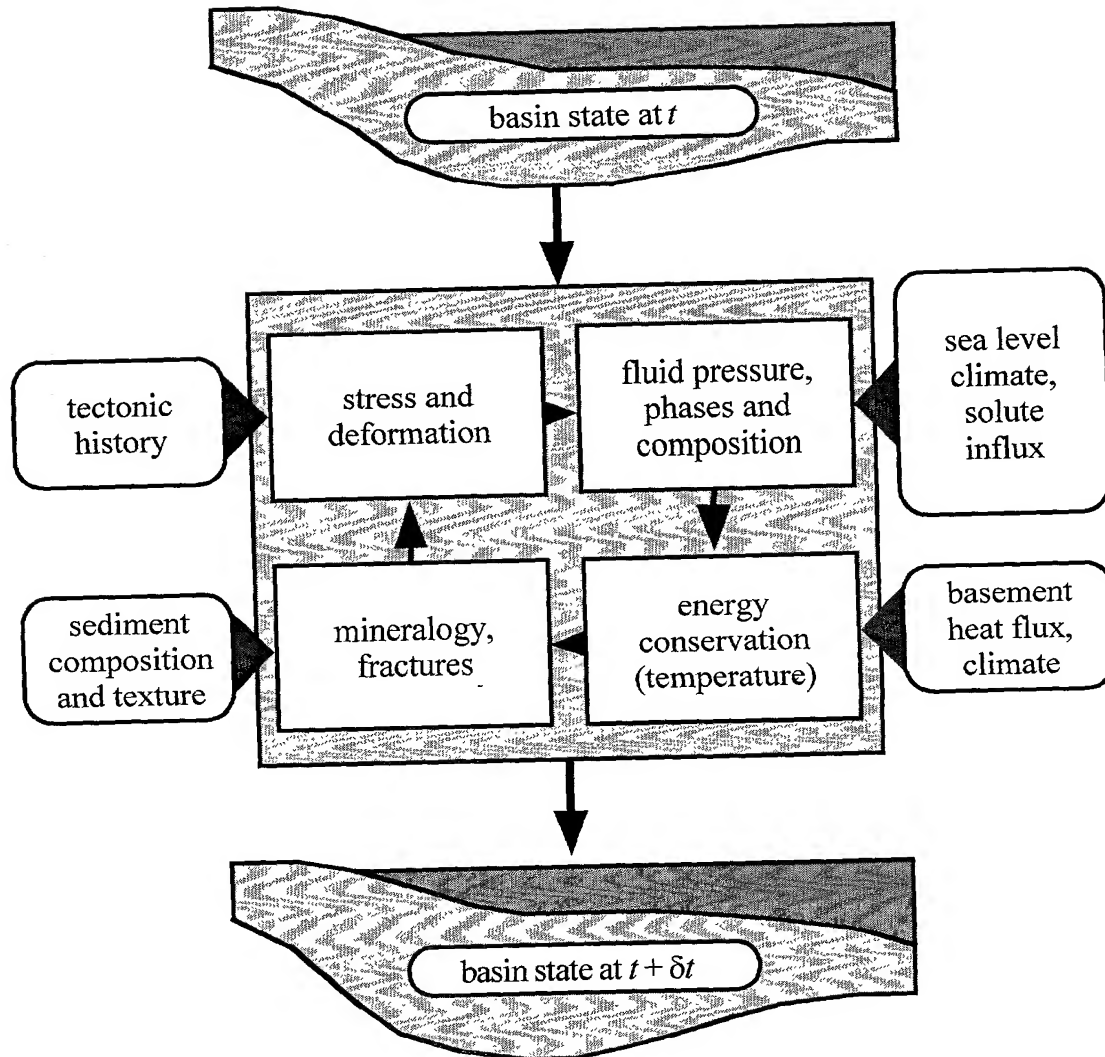 basin state at t
tectonic
history
stress and
deformation
fluid pressure,
phases and
composition
sea level
climate,
solute
influx
sediment
composition
and texture
mineralogy,
fractures
energy
conservation
(temperature)
basement
heat flux,
climate
basin state at t + δt